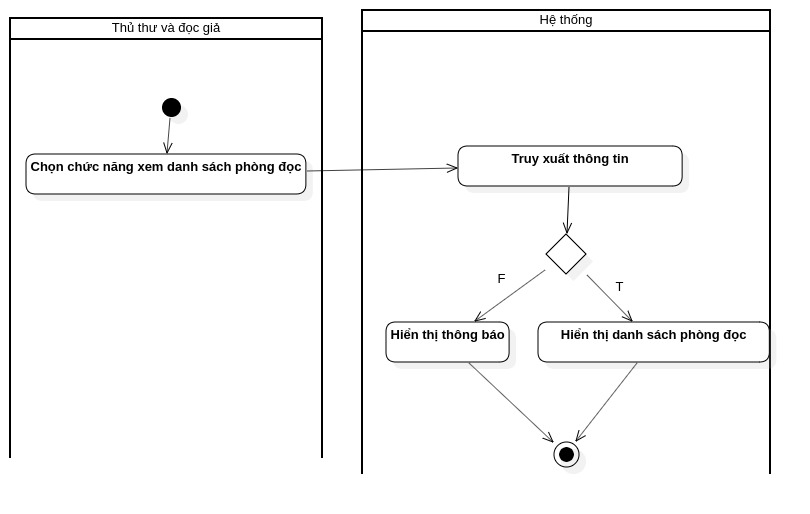 Thủ thư và đọc giả
Hệ thống
Chọn chức năng xem danh sách phòng đọc
Truy xuất thông tin
F
T
Hiển thị thông báo
Hiển thị danh sách phòng đọc